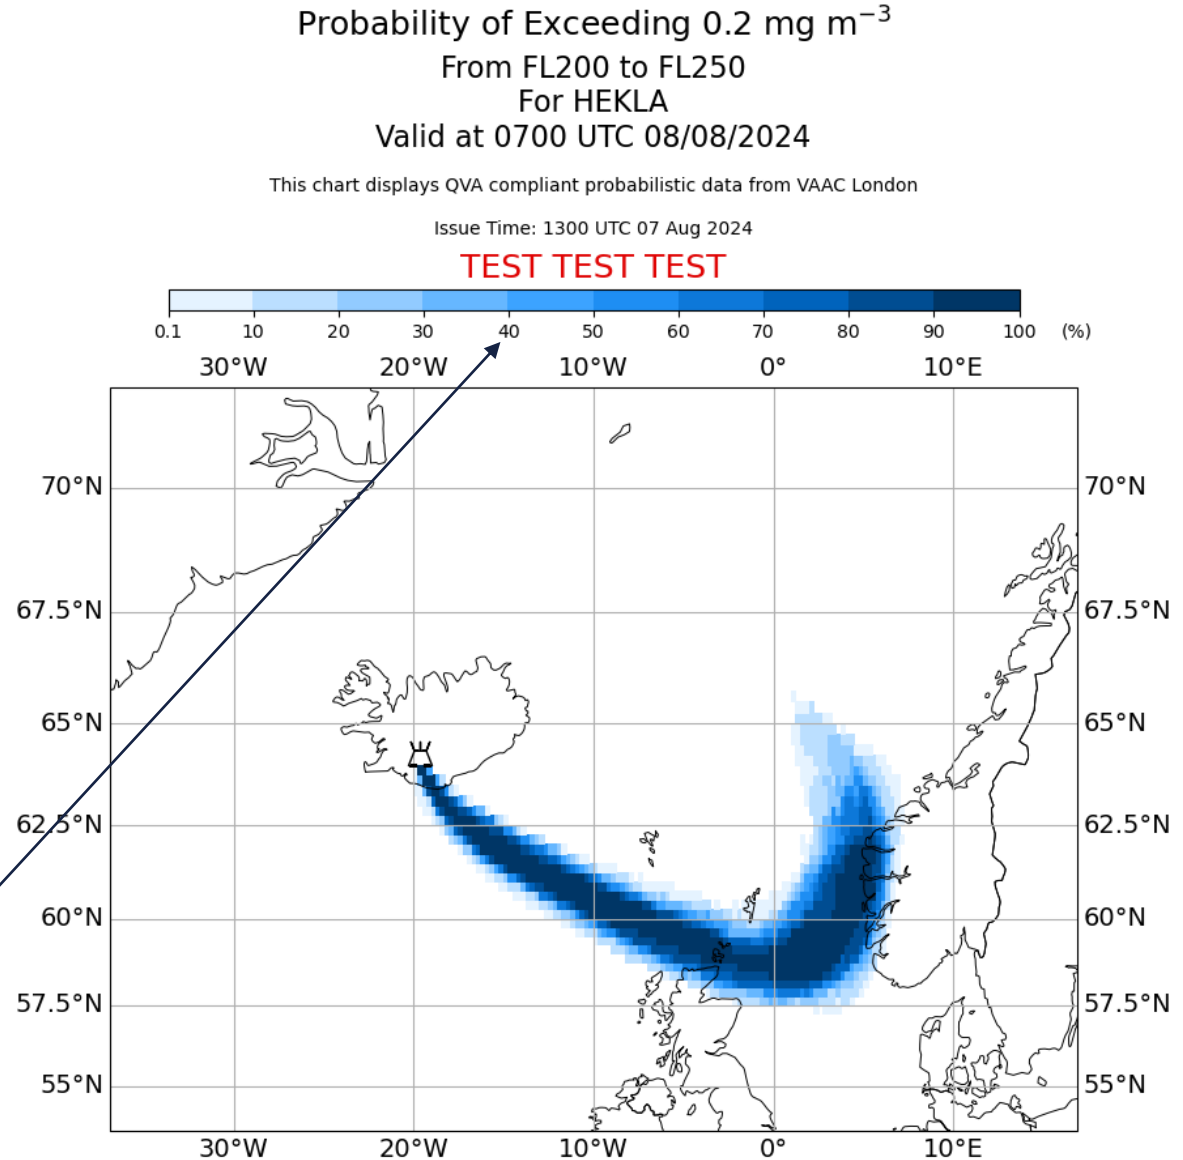 Probability of Exceeding 0.2 mg m⁻³
From FL200 to FL250
For HEKLA
Valid at 0700 UTC 08/08/2024
This chart displays QVA compliant probabilistic data from VAAC London
Issue Time: 1300 UTC 07 Aug 2024
TEST TEST TEST
0.1 10 20 30 40 50 60 70 80 90 100 (%)
30°W 20°W 10°W 0° 10°E
70°N 70°N
67.5°N 67.5°N
65°N 65°N
62.5°N 62.5°N
60°N 60°N
57.5°N 57.5°N
55°N 55°N
30°W 20°W 10°W 0° 10°E